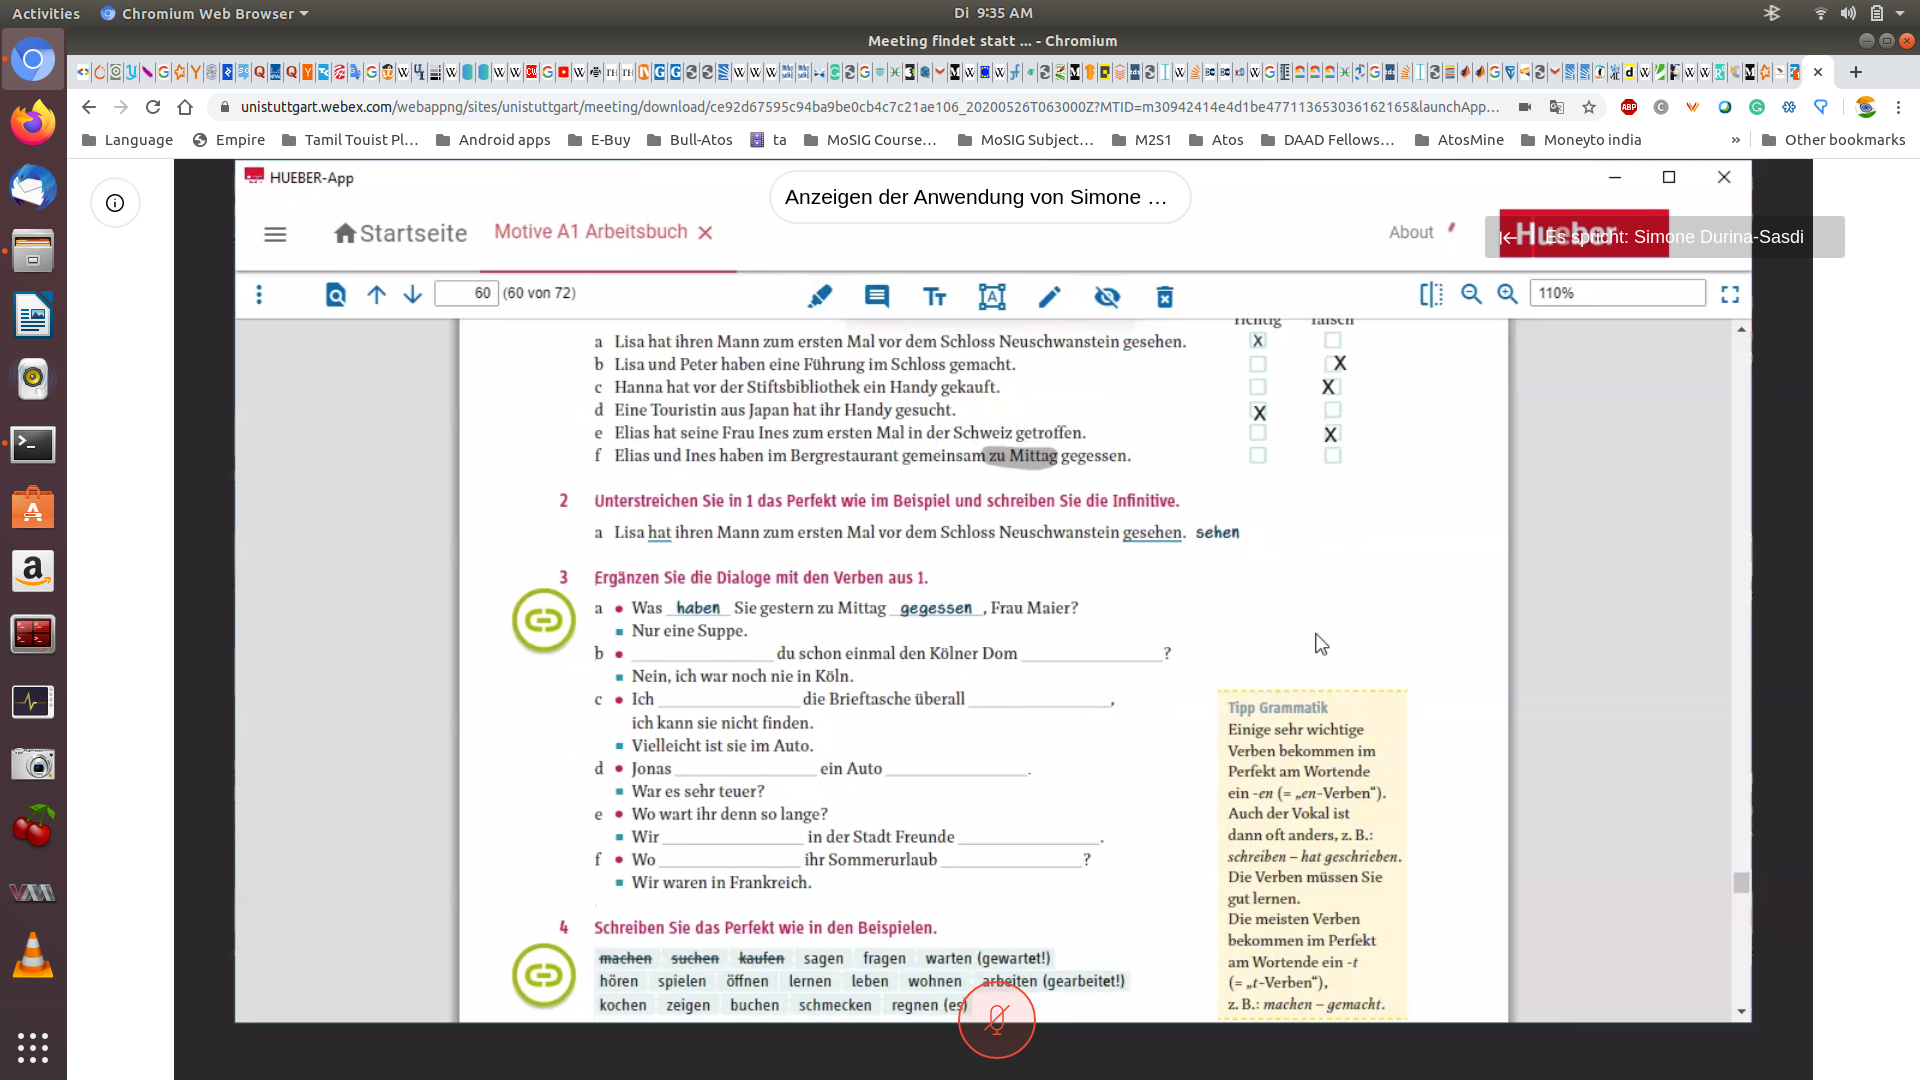 Activities
Chromium Web Browser
Di 9:35 AM
Meeting findet statt ... - Chromium
unistuttgart.webex.com/webappng/sites/unistuttgart/meeting/download/ce92d67595c94ba9be0cb4c7c21ae106_20200526T063000Z?MTID=m30942414e4d1be477113653036162165&launchApp...
Language Empire Tamil Touist Pl... Android apps E-Buy Bull-Atos ta MoSIG Course... MoSIG Subject... M2S1 Atos DAAD Fellows... AtosMine Moneyto india » Other bookmarks
HUEBER-App
Anzeigen der Anwendung von Simone ...
Startseite
Motive A1 Arbeitsbuch
About
Hueber
Es spricht: Simone Durina-Sasdi
60 (60 von 72)
110%
richtig falsch
a Lisa hat ihren Mann zum ersten Mal vor dem Schloss Neuschwanstein gesehen. X
b Lisa und Peter haben eine Führung im Schloss gemacht. X
c Hanna hat vor der Stiftsbibliothek ein Handy gekauft. X
d Eine Touristin aus Japan hat ihr Handy gesucht. X
e Elias hat seine Frau Ines zum ersten Mal in der Schweiz getroffen. X
f Elias und Ines haben im Bergrestaurant gemeinsam zu Mittag gegessen.
2 Unterstreichen Sie in 1 das Perfekt wie im Beispiel und schreiben Sie die Infinitive.
a Lisa hat ihren Mann zum ersten Mal vor dem Schloss Neuschwanstein gesehen. sehen
3 Ergänzen Sie die Dialoge mit den Verben aus 1.
a • Was haben Sie gestern zu Mittag gegessen, Frau Maier?
■ Nur eine Suppe.
b • ______ du schon einmal den Kölner Dom ______?
■ Nein, ich war noch nie in Köln.
c • Ich ______ die Brieftasche überall ______,
ich kann sie nicht finden.
■ Vielleicht ist sie im Auto.
d • Jonas ______ ein Auto ______.
■ War es sehr teuer?
e • Wo wart ihr denn so lange?
■ Wir ______ in der Stadt Freunde ______.
f • Wo ______ ihr Sommerurlaub ______?
■ Wir waren in Frankreich.
Tipp Grammatik
Einige sehr wichtige
Verben bekommen im
Perfekt am Wortende
ein -en (= „en-Verben“).
Auch der Vokal ist
dann oft anders, z. B.:
schreiben – hat geschrieben.
Die Verben müssen Sie
gut lernen.
Die meisten Verben
bekommen im Perfekt
am Wortende ein -t
(= „t-Verben“),
z. B.: machen – gemacht.
4 Schreiben Sie das Perfekt wie in den Beispielen.
machen suchen kaufen sagen fragen warten (gewartet!)
hören spielen öffnen lernen leben wohnen arbeiten (gearbeitet!)
kochen zeigen buchen schmecken regnen (es)